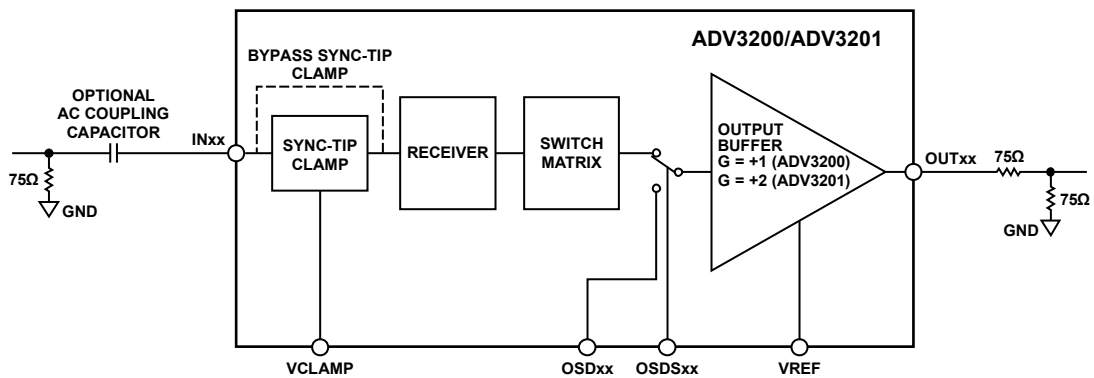 ADV3200/ADV3201
BYPASS SYNC-TIP
CLAMP
OPTIONAL
AC COUPLING
CAPACITOR
INxx
SYNC-TIP
CLAMP
RECEIVER
SWITCH
MATRIX
OUTPUT
BUFFER
G = +1 (ADV3200)
G = +2 (ADV3201)
OUTxx
75Ω
75Ω
GND
75Ω
GND
VCLAMP
OSDxx
OSDSxx
VREF